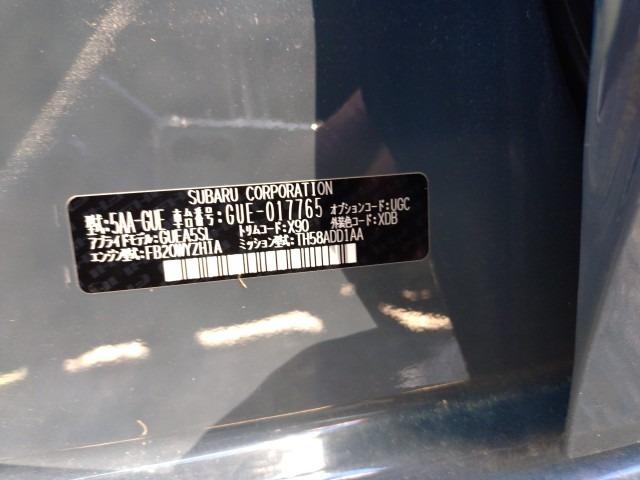 SUBARU CORPORATION
型式:5AA-GUE 車台番号:GUE-017765 オプションコード:UGC
アプライドモデル:GUEA5SL トリムコード:X90 外装色コード:XDB
エンジン型式:FB20WYZH1A ミッション型式:TH58ADD1AA